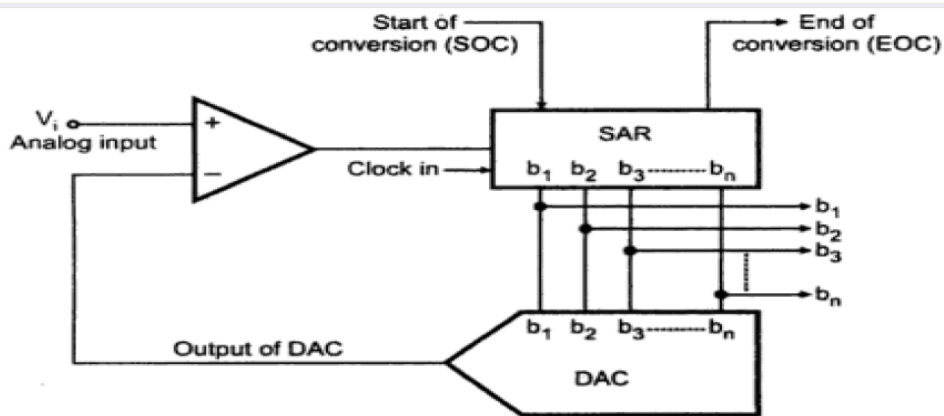 Start of
conversion (SOC)
End of
conversion (EOC)
Vi
Analog input
+
−
SAR
Clock in
b1 b2 b3 ---------- bn
b1
b2
b3
bn
b1 b2 b3 ---------- bn
Output of DAC
DAC